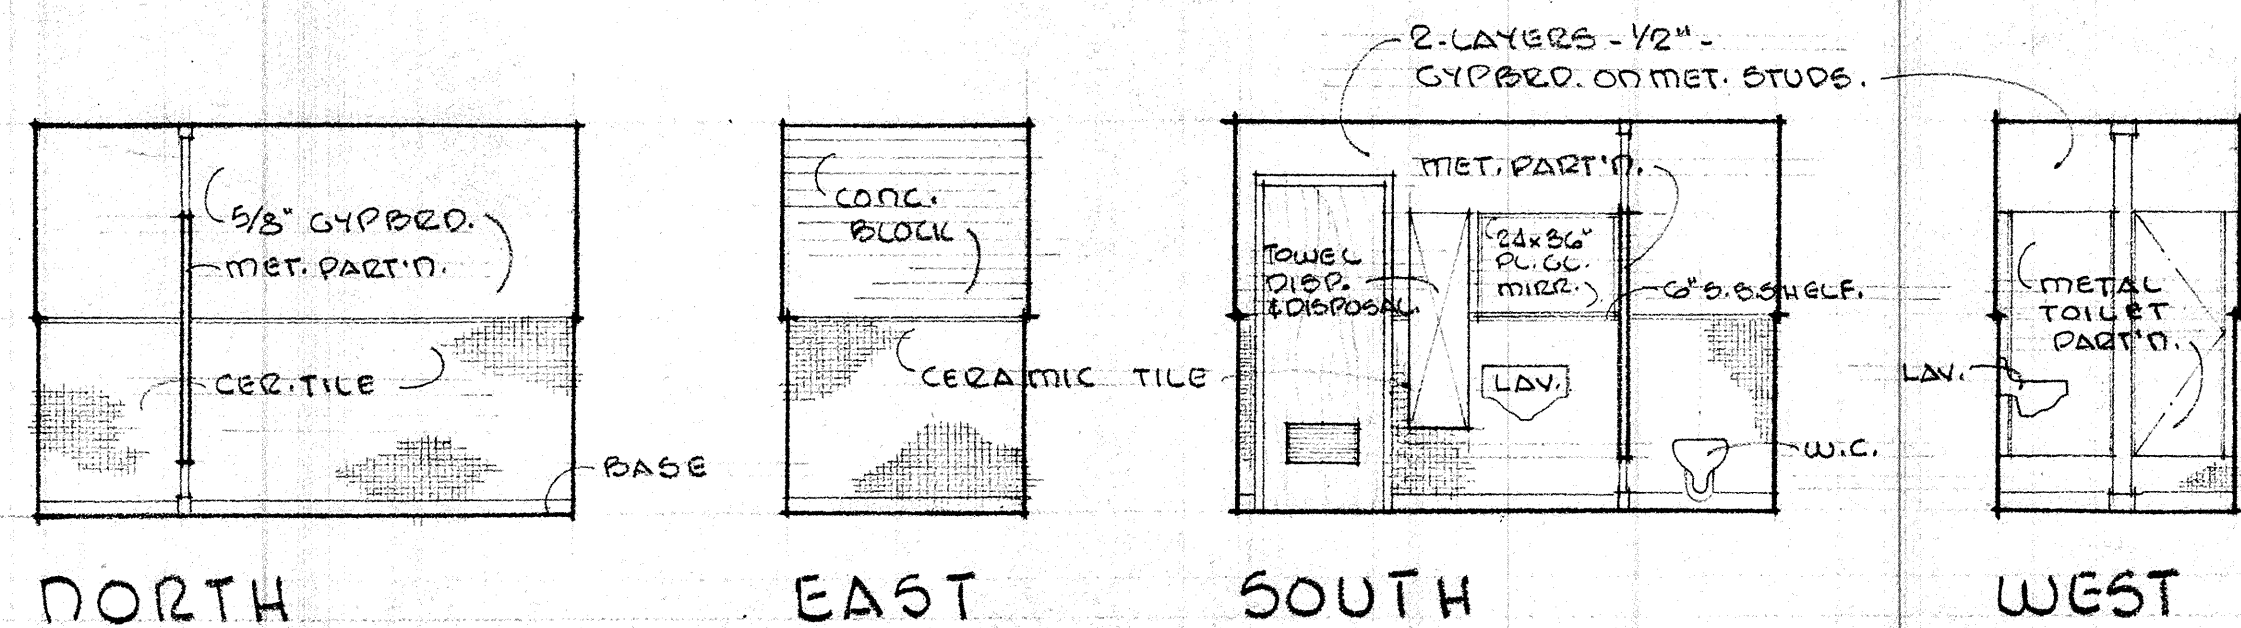 2-LAYERS - 1/2" -
GYPBRD. ON MET. STUDS.
5/8" GYPBRD.
MET. PART'N.
CER. TILE
BASE
NORTH
CONC.
BLOCK
CERAMIC TILE
EAST
MET. PART'N.
TOWEL
DISP.
& DISPOSAL.
24x36"
PL. GL.
MIRR.
6" S.S. SHELF.
LAV.
W.C.
SOUTH
METAL
TOILET
PART'N.
LAV.
WEST